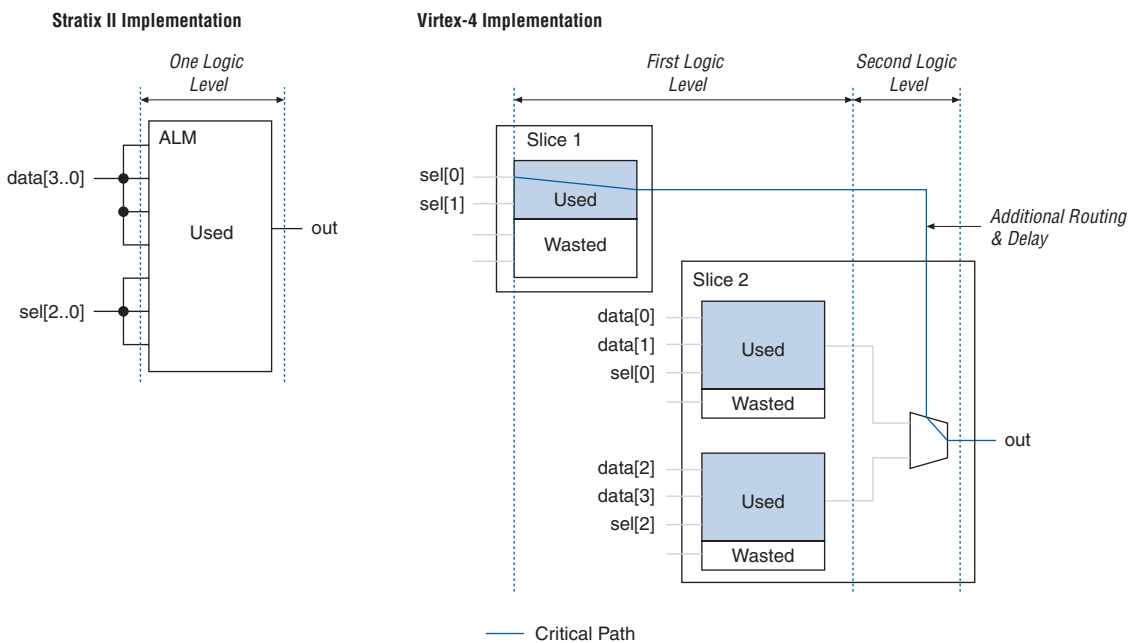 Stratix II Implementation
Virtex-4 Implementation
One Logic
Level
First Logic
Level
Second Logic
Level
ALM
data[3..0]
Used
out
sel[2..0]
Slice 1
sel[0]
sel[1]
Used
Wasted
Additional Routing
& Delay
Slice 2
data[0]
data[1]
sel[0]
Used
Wasted
data[2]
data[3]
sel[2]
Used
Wasted
out
Critical Path